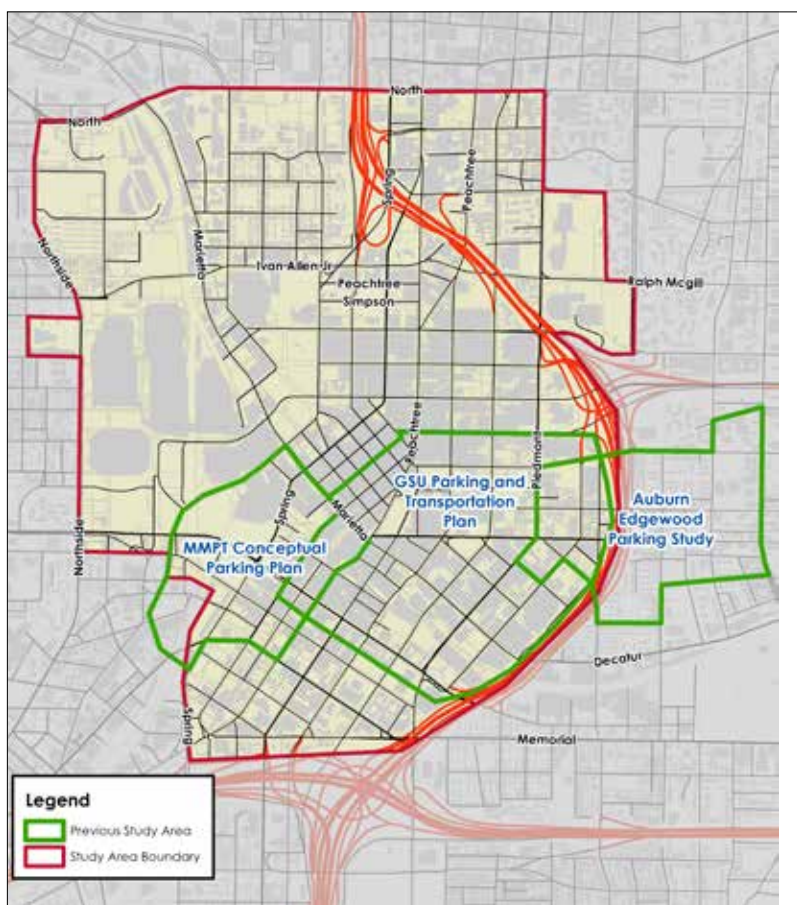 North
North
Spring
Peachtree
Northside
Marietta
Ivan Allen Jr
Peachtree
Simpson
Ralph Mcgill
Peachtree
Piedmont
GSU Parking and
Transportation
Plan
Spring
Marietta
Auburn
Edgewood
Parking Study
MMPT Conceptual
Parking Plan
Northside
Decatur
Spring
Memorial
Legend
Previous Study Area
Study Area Boundary